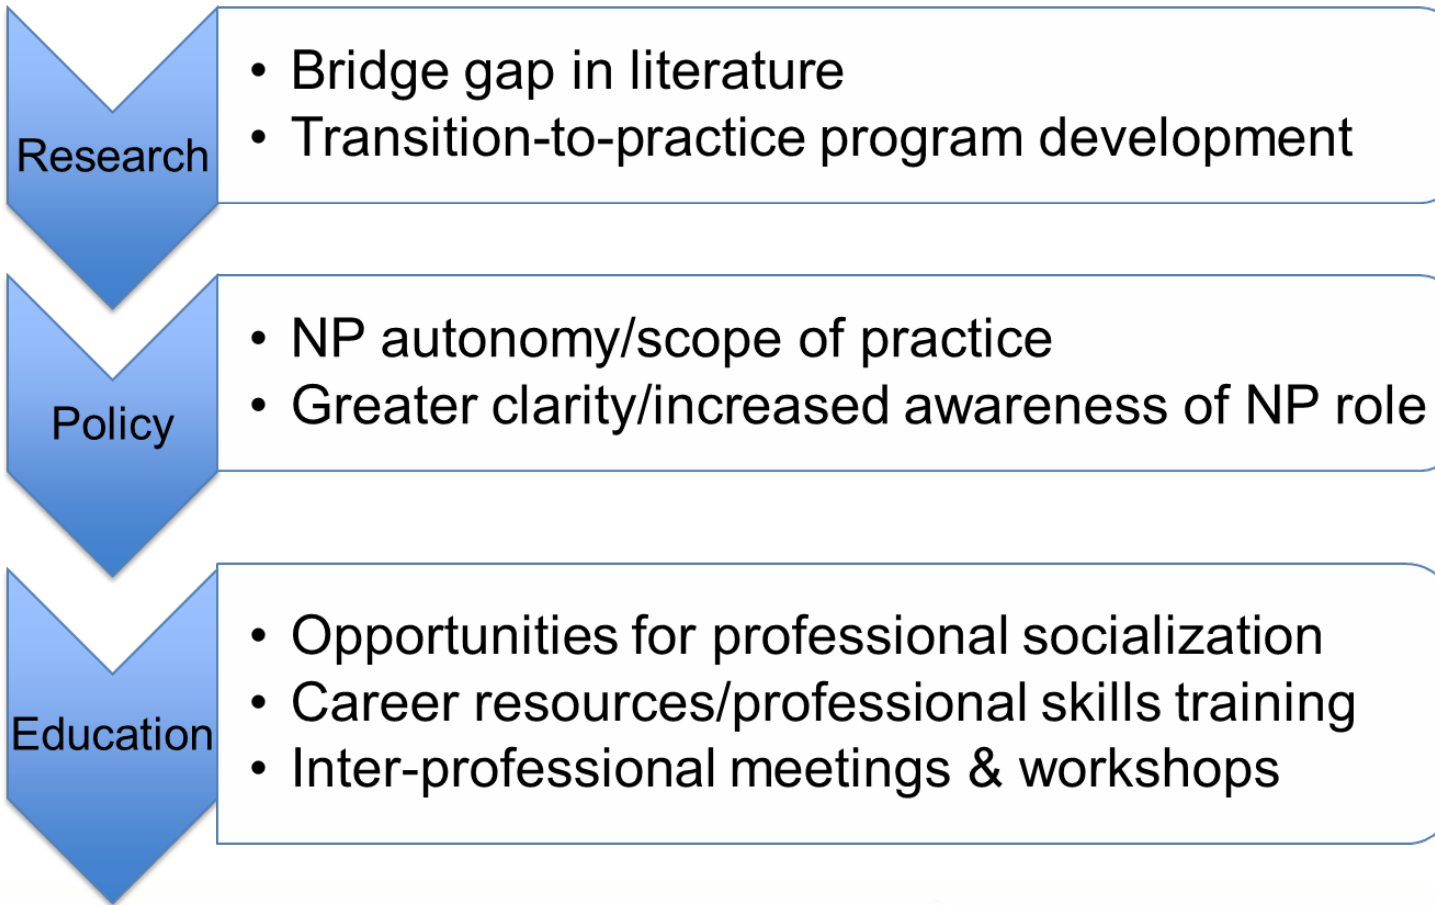 Research
• Bridge gap in literature
• Transition-to-practice program development
Policy
• NP autonomy/scope of practice
• Greater clarity/increased awareness of NP role
Education
• Opportunities for professional socialization
• Career resources/professional skills training
• Inter-professional meetings & workshops